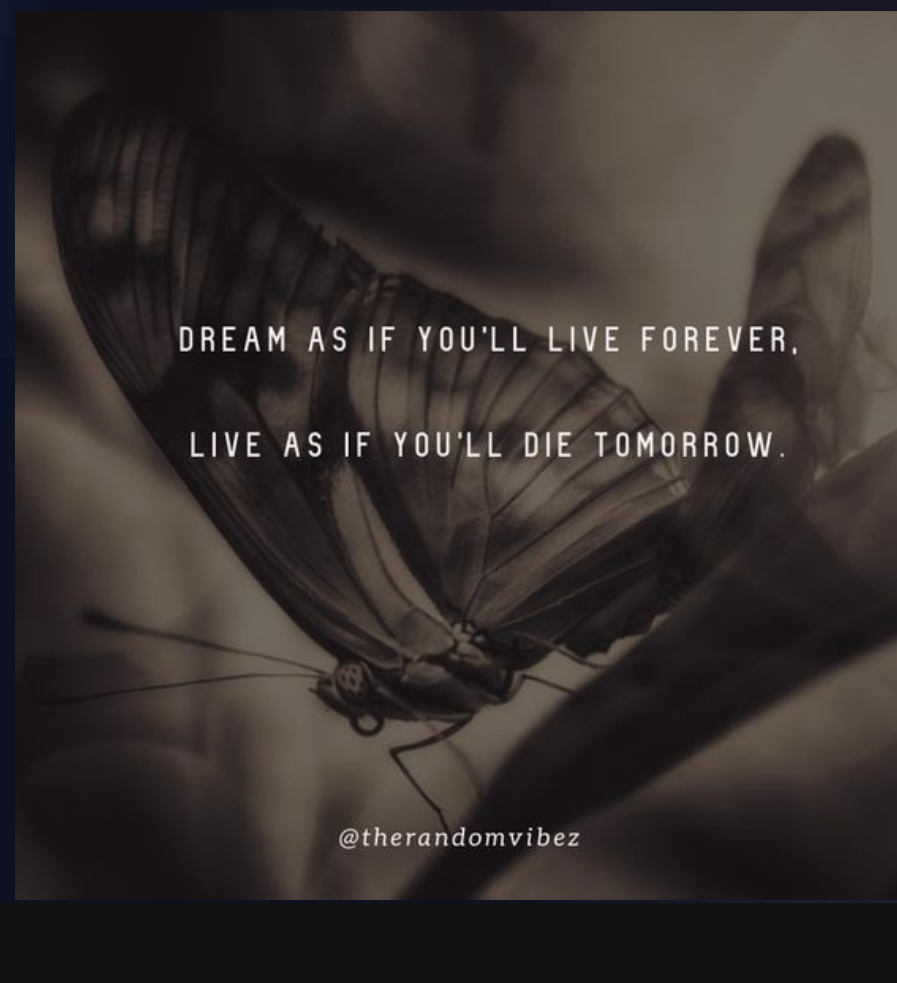 DREAM AS IF YOU'LL LIVE FOREVER,
LIVE AS IF YOU'LL DIE TOMORROW.
@therandomvibez